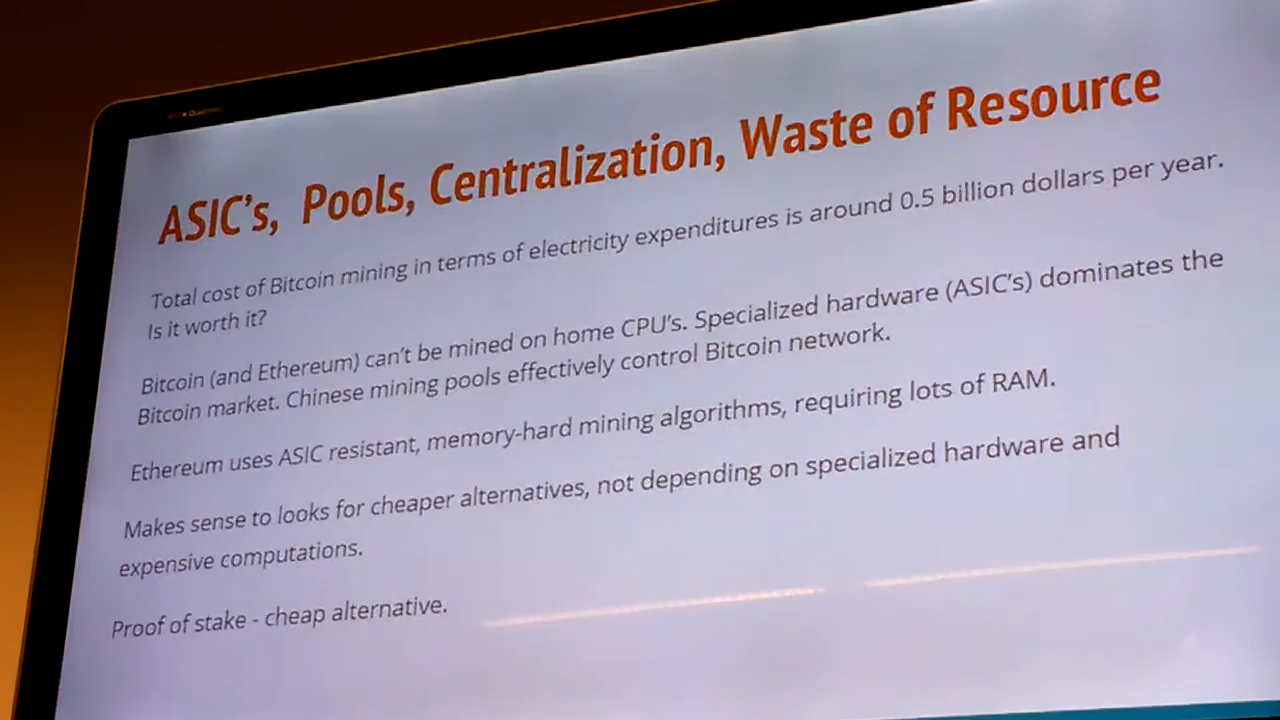 ASIC's, Pools, Centralization, Waste of Resource
Total cost of Bitcoin mining in terms of electricity expenditures is around 0.5 billion dollars per year.
Is it worth it?
Bitcoin (and Ethereum) can't be mined on home CPU's. Specialized hardware (ASIC's) dominates the
Bitcoin market. Chinese mining pools effectively control Bitcoin network.
Ethereum uses ASIC resistant, memory-hard mining algorithms, requiring lots of RAM.
Makes sense to looks for cheaper alternatives, not depending on specialized hardware and
expensive computations.
Proof of stake - cheap alternative.